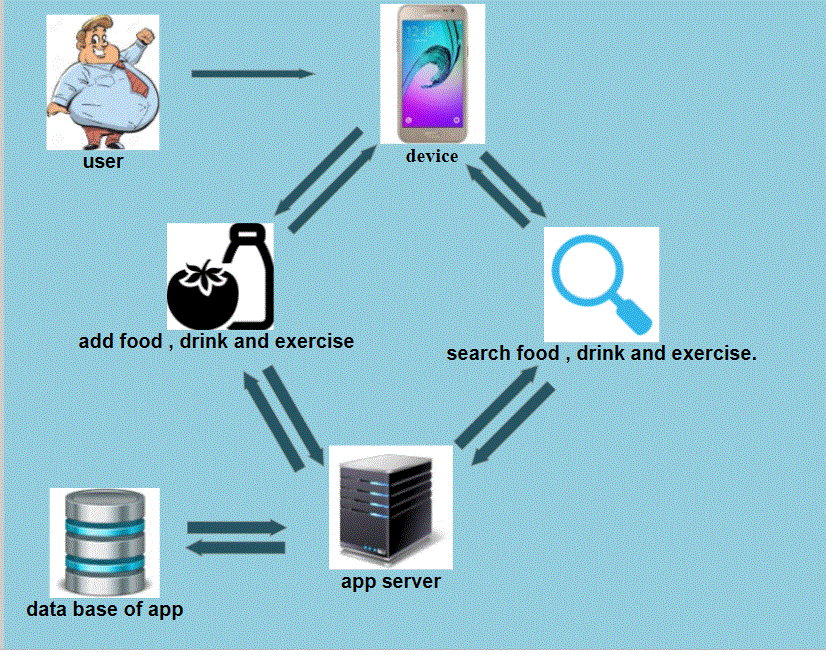 user
device
add food , drink and exercise
search food , drink and exercise.
app server
data base of app